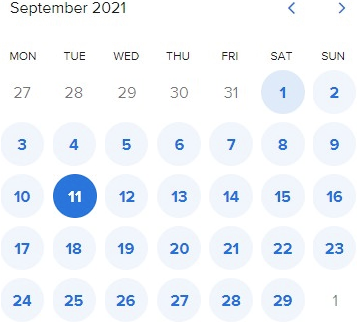 September 2021
MON TUE WED THU FRI SAT SUN
27 28 29 30 31 1 2
3 4 5 6 7 8 9
10 11 12 13 14 15 16
17 18 19 20 21 22 23
24 25 26 27 28 29 1